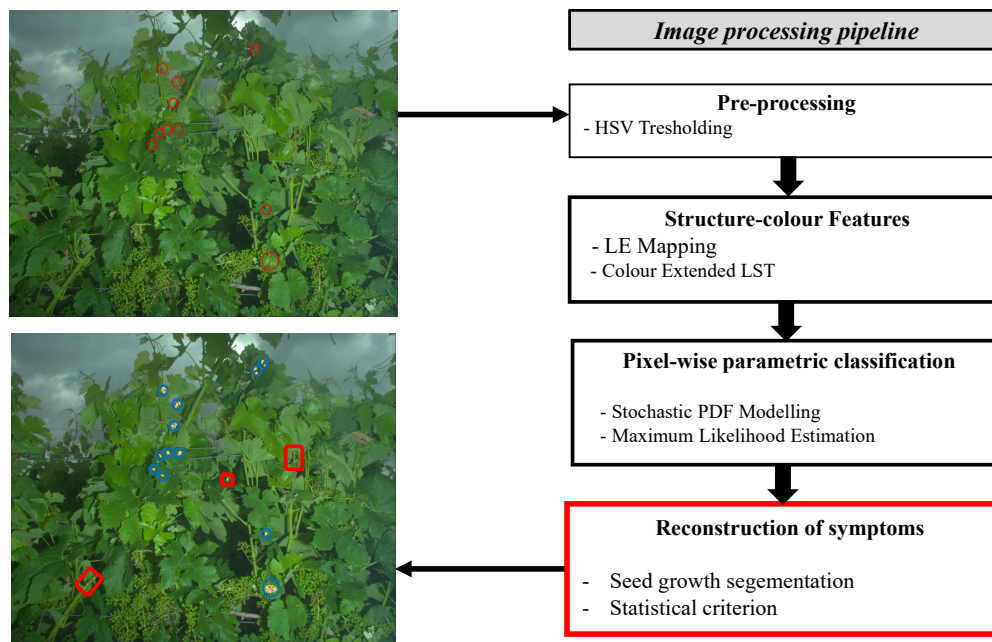 Image processing pipeline
Pre-processing
- HSV Tresholding
Structure-colour Features
- LE Mapping
- Colour Extended LST
Pixel-wise parametric classification
- Stochastic PDF Modelling
- Maximum Likelihood Estimation
Reconstruction of symptoms
- Seed growth segementation
- Statistical criterion